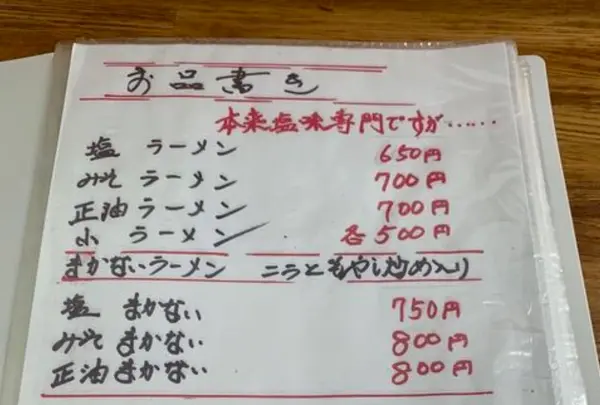 お品書き
本来塩味専門ですが……
塩 ラーメン 650円
みそ ラーメン 700円
正油 ラーメン 700円
小 ラーメン 各500円
まかないラーメン ニラともやし炒め入り
塩 まかない 750円
みそ まかない 800円
正油 まかない 800円